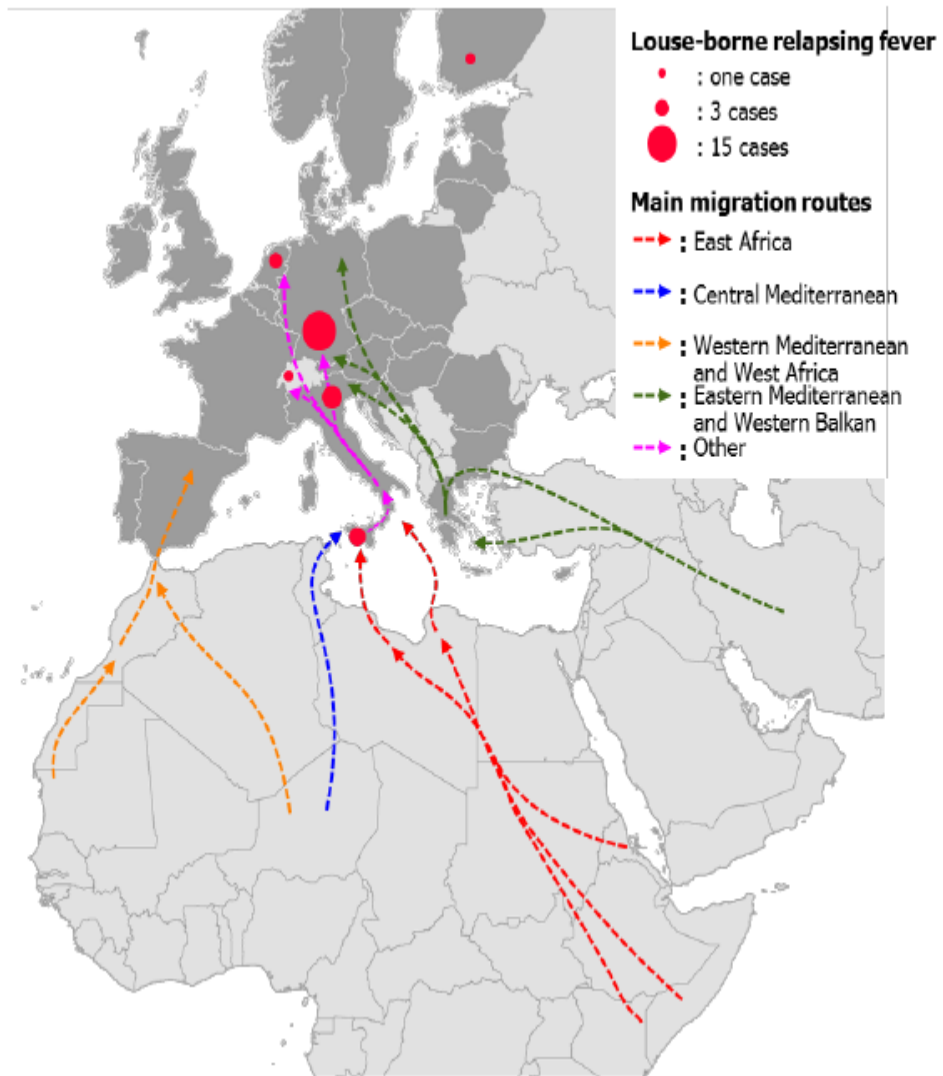 Louse-borne relapsing fever
: one case
: 3 cases
: 15 cases
Main migration routes
: East Africa
: Central Mediterranean
: Western Mediterranean
and West Africa
: Eastern Mediterranean
and Western Balkan
: Other